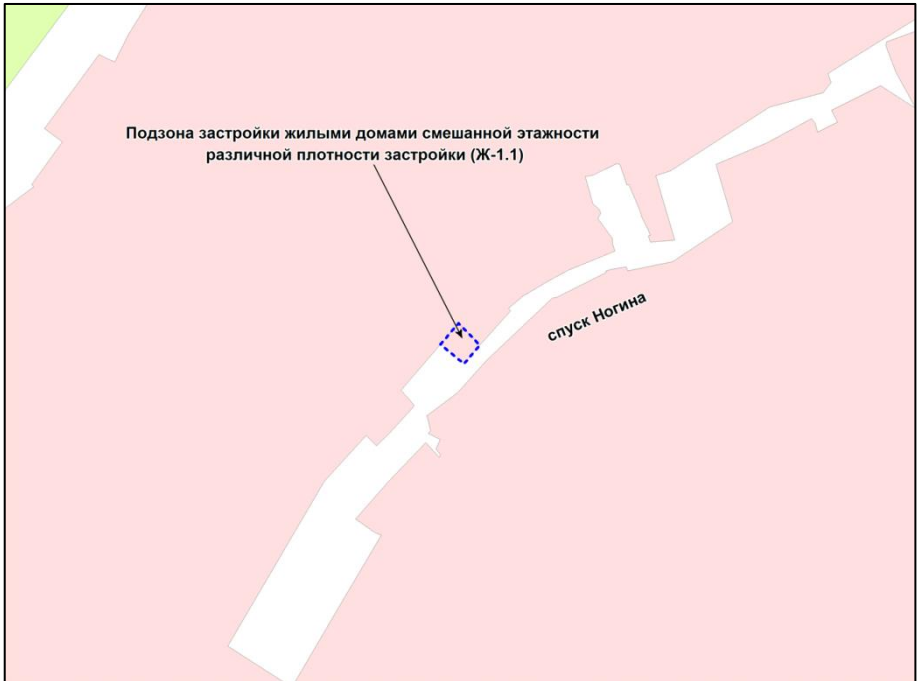 Подзона застройки жилыми домами смешанной этажности
различной плотности застройки (Ж-1.1)
спуск Ногина